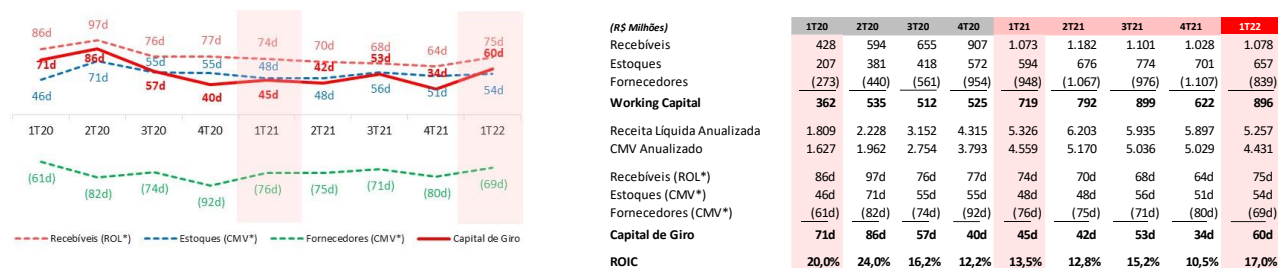 86d 97d 76d 77d 74d 70d 68d 64d 75d
71d 86d 55d 55d 48d 42d 53d 34d 60d
46d 71d 57d 40d 45d 48d 56d 51d 54d
1T20 2T20 3T20 4T20 1T21 2T21 3T21 4T21 1T22
(61d) (82d) (74d) (92d) (76d) (75d) (71d) (80d) (69d)
Recebíveis (ROL*) Estoques (CMV*) Fornecedores (CMV*) Capital de Giro
(R$ Milhões) 1T20 2T20 3T20 4T20 1T21 2T21 3T21 4T21 1T22
Recebíveis 428 594 655 907 1.073 1.182 1.101 1.028 1.078
Estoques 207 381 418 572 594 676 774 701 657
Fornecedores (273) (440) (561) (954) (948) (1.067) (976) (1.107) (839)
Working Capital 362 535 512 525 719 792 899 622 896
Receita Líquida Anualizada 1.809 2.228 3.152 4.315 5.326 6.203 5.935 5.897 5.257
CMV Anualizado 1.627 1.962 2.754 3.793 4.559 5.170 5.036 5.029 4.431
Recebíveis (ROL*) 86d 97d 76d 77d 74d 70d 68d 64d 75d
Estoques (CMV*) 46d 71d 55d 55d 48d 48d 56d 51d 54d
Fornecedores (CMV*) (61d) (82d) (74d) (92d) (76d) (75d) (71d) (80d) (69d)
Capital de Giro 71d 86d 57d 40d 45d 42d 53d 34d 60d
ROIC 20,0% 24,0% 16,2% 12,2% 13,5% 12,8% 15,2% 10,5% 17,0%